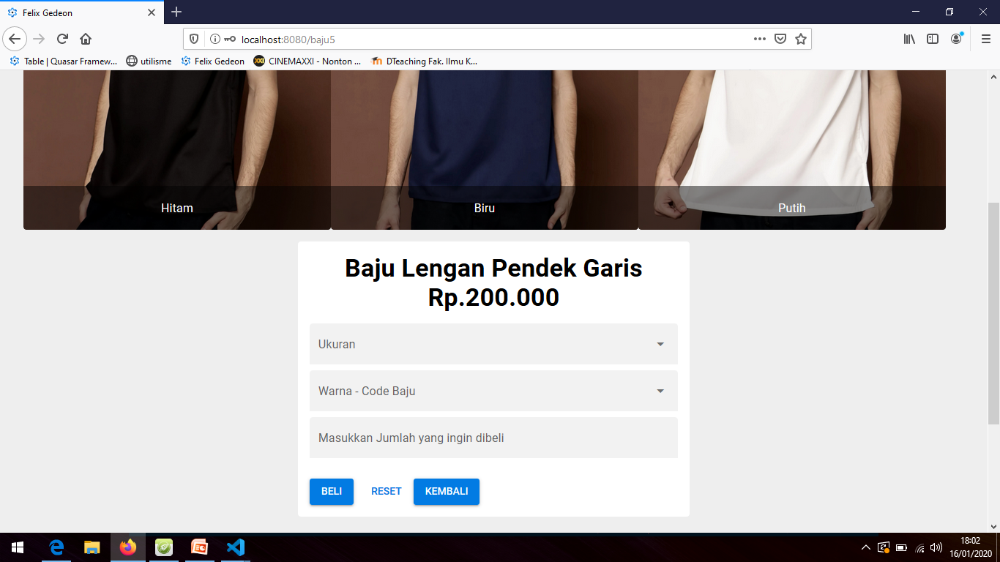 Felix Gedeon
localhost:8080/baju5
Table | Quasar Framew...
utilisme
Felix Gedeon
CINEMAXXI - Nonton ...
DTeaching Fak. Ilmu K...
Hitam
Biru
Putih
Baju Lengan Pendek Garis
Rp.200.000
Ukuran
Warna - Code Baju
Masukkan Jumlah yang ingin dibeli
BELI
RESET
KEMBALI
18:02
16/01/2020